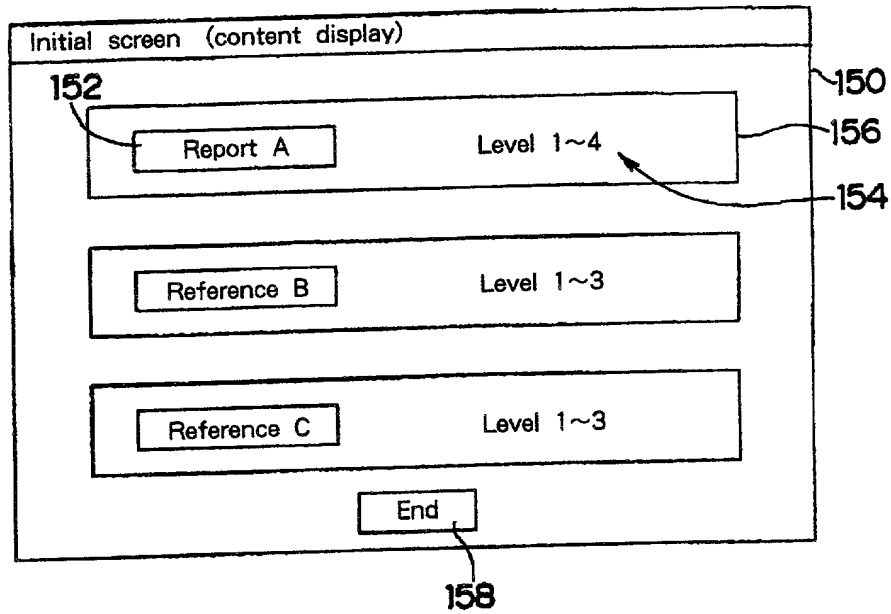 Initial screen (content display)
150
152
Report A Level 1~4
156
154
Reference B Level 1~3
Reference C Level 1~3
End
158